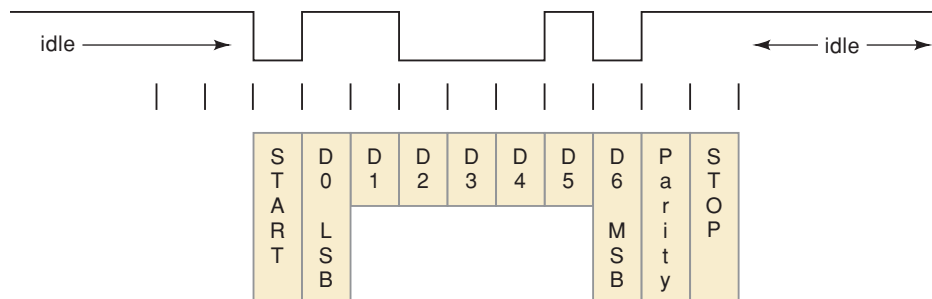 idle
idle
START
D0 LSB
D1
D2
D3
D4
D5
D6 MSB
Parity
STOP